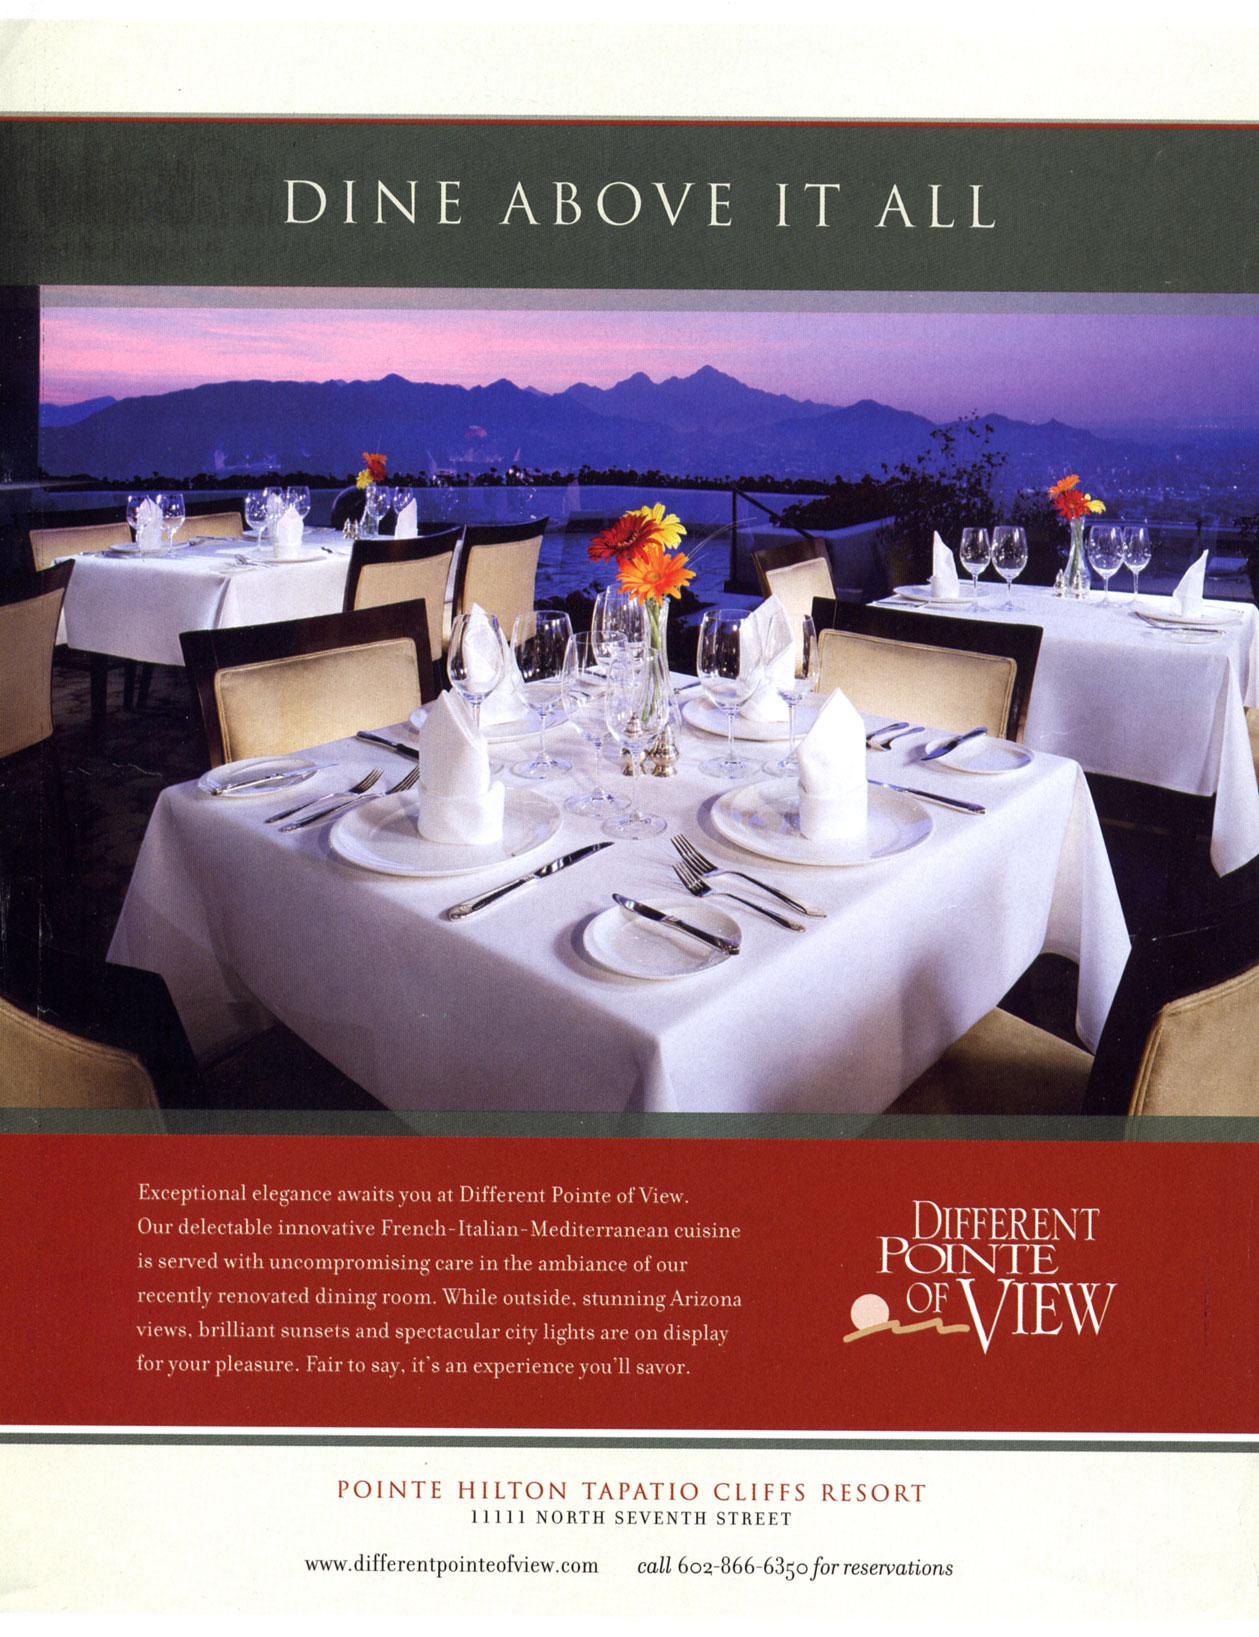 DINE ABOVE IT ALL
Exceptional elegance awaits you at Different Pointe of View.
Our delectable innovative French-Italian-Mediterranean cuisine
is served with uncompromising care in the ambiance of our
recently renovated dining room. While outside, stunning Arizona
views, brilliant sunsets and spectacular city lights are on display
for your pleasure. Fair to say, it's an experience you'll savor.
DIFFERENT
POINTE
OF VIEW
POINTE HILTON TAPATIO CLIFFS RESORT
11111 NORTH SEVENTH STREET
www.differentpointeofview.com call 602-866-6350 for reservations